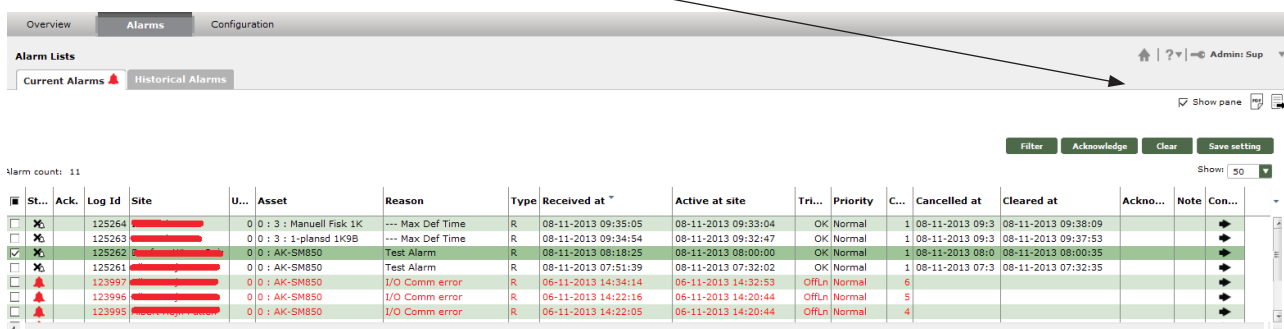 Overview Alarms Configuration
Alarm Lists
? Admin: Sup
Current Alarms Historical Alarms
Show pane PDF
Filter Acknowledge Clear Save setting
Alarm count: 11
Show: 50
St... Ack. Log Id Site U... Asset Reason Type Received at Active at site Tri... Priority C... Cancelled at Cleared at Ackno... Note Con...
125264 0 0 : 3 : Manuell Fisk 1K --- Max Def Time R 08-11-2013 09:35:05 08-11-2013 09:33:04 OK Normal 1 08-11-2013 09:3 08-11-2013 09:38:09
125263 0 0 : 3 : 1-plansd 1K9B --- Max Def Time R 08-11-2013 09:34:54 08-11-2013 09:32:47 OK Normal 1 08-11-2013 09:3 08-11-2013 09:37:53
125262 0 0 : AK-SM850 Test Alarm R 08-11-2013 08:18:25 08-11-2013 08:00:00 OK Normal 1 08-11-2013 08:0 08-11-2013 08:00:35
125261 0 0 : AK-SM850 Test Alarm R 08-11-2013 07:51:39 08-11-2013 07:32:02 OK Normal 1 08-11-2013 07:3 08-11-2013 07:32:35
123997 0 0 : AK-SM850 I/O Comm error R 06-11-2013 14:34:14 06-11-2013 14:32:53 OffLn Normal 6
123996 0 0 : AK-SM850 I/O Comm error R 06-11-2013 14:22:16 06-11-2013 14:20:44 OffLn Normal 5
123995 0 0 : AK-SM850 I/O Comm error R 06-11-2013 14:22:05 06-11-2013 14:20:44 OffLn Normal 4